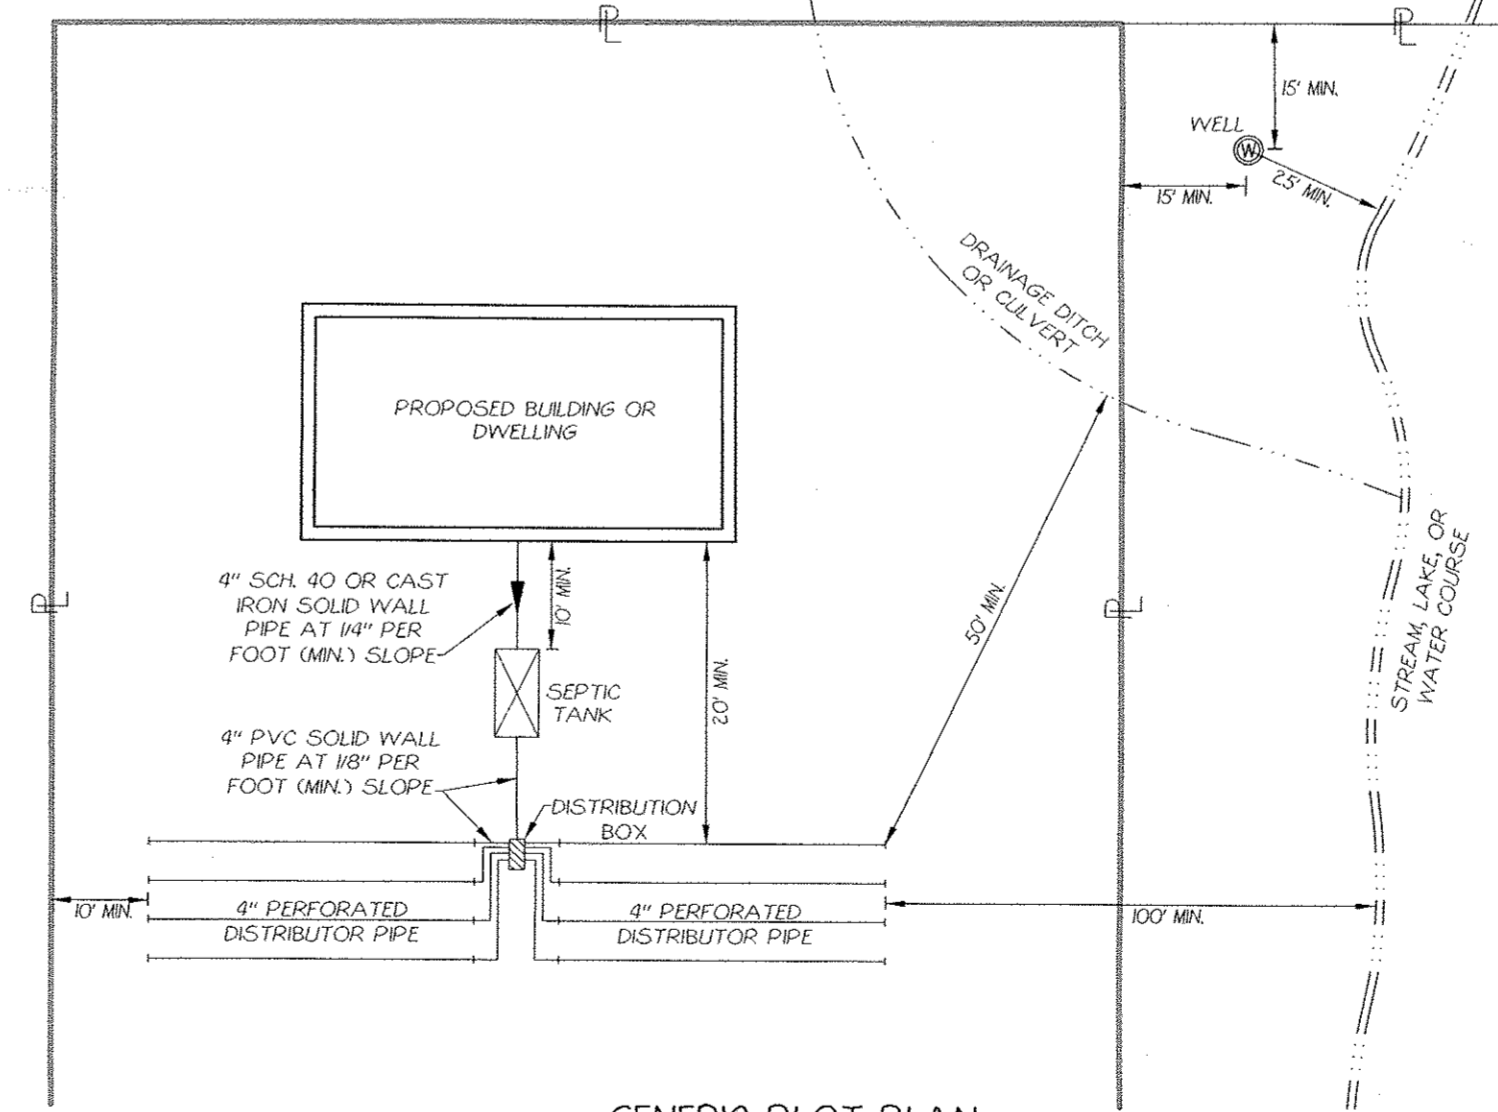 PL
PL
15' MIN.
WELL
W
25' MIN.
15' MIN.
DRAINAGE DITCH
OR CULVERT
PROPOSED BUILDING OR
DWELLING
4" SCH. 40 OR CAST
IRON SOLID WALL
PIPE AT 1/4" PER
FOOT (MIN.) SLOPE
10' MIN.
PL
PL
50' MIN.
STREAM, LAKE, OR
WATER COURSE
SEPTIC
TANK
20' MIN.
4" PVC SOLID WALL
PIPE AT 1/8" PER
FOOT (MIN.) SLOPE
DISTRIBUTION
BOX
10' MIN.
4" PERFORATED
DISTRIBUTOR PIPE
4" PERFORATED
DISTRIBUTOR PIPE
100' MIN.
GENERIC PLOT PLAN